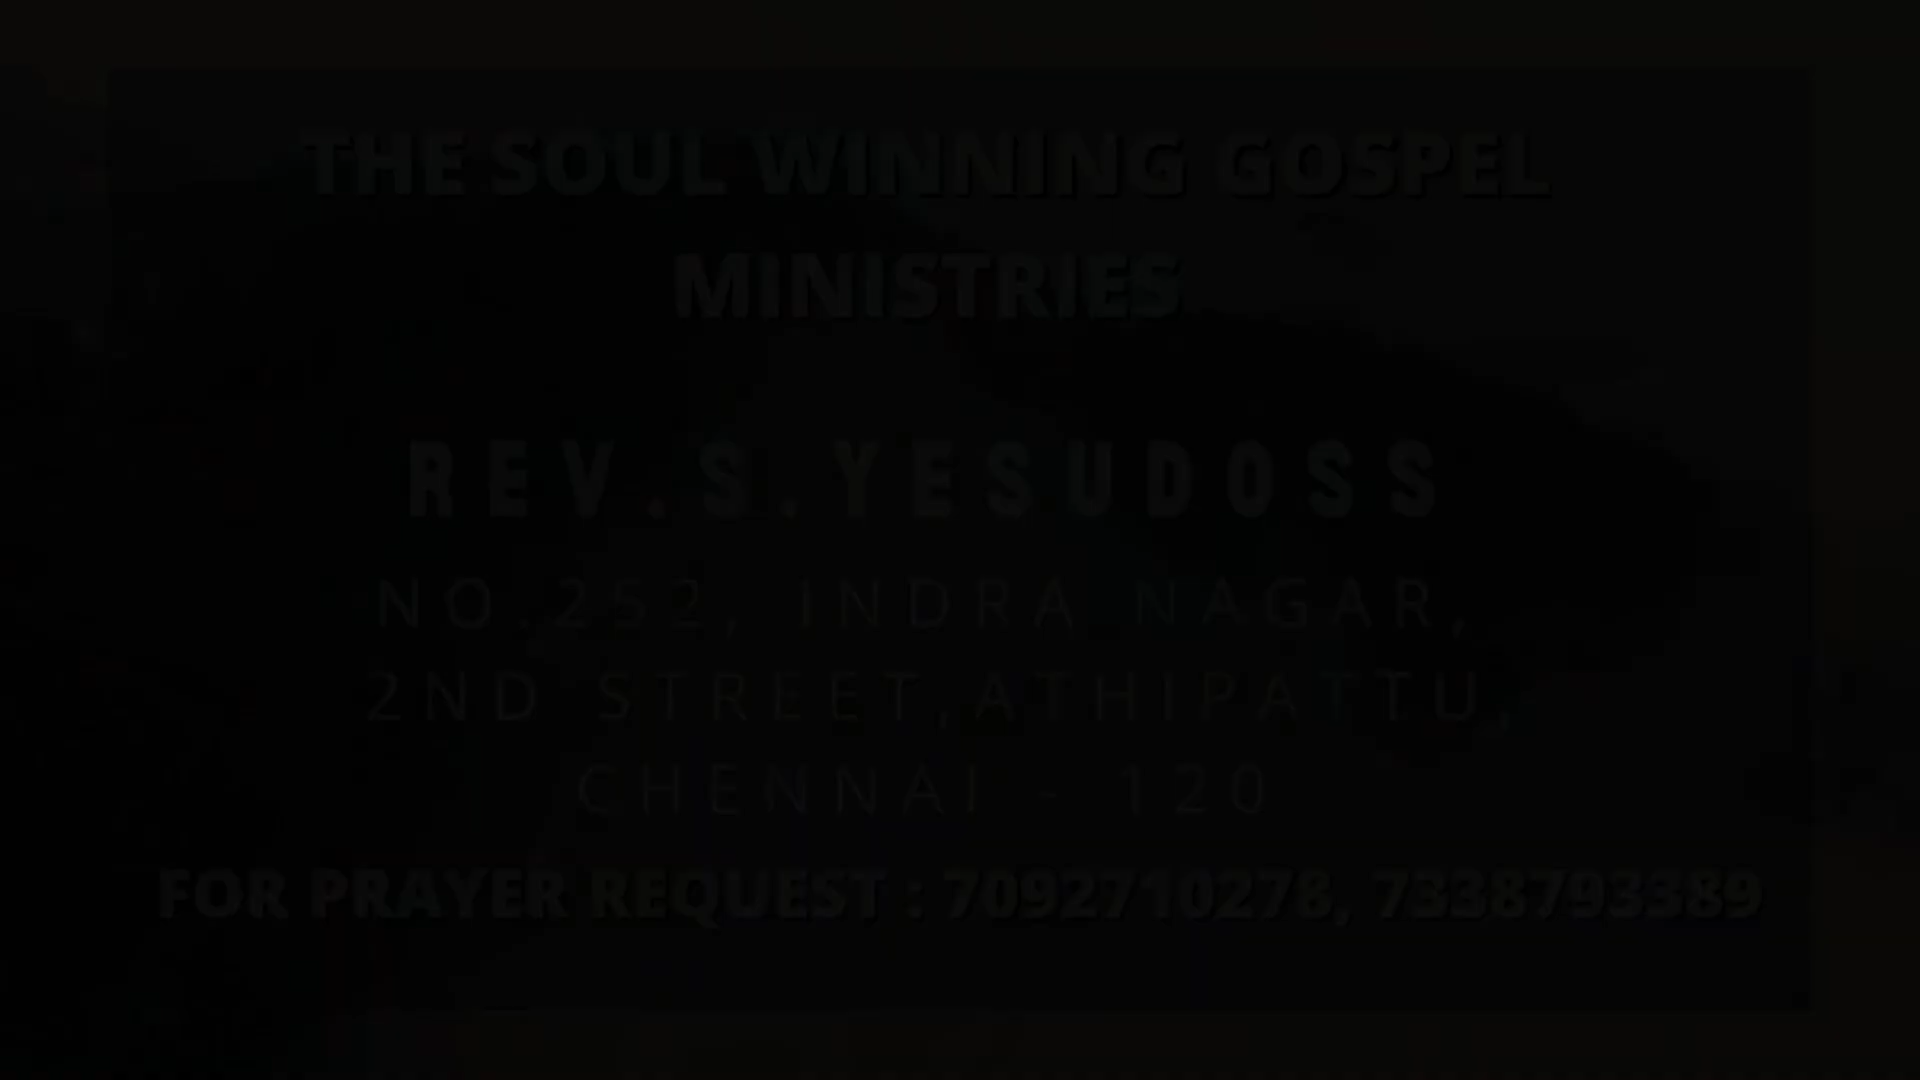 THE SOUL WINNING GOSPEL
MINISTRIES
REV.S.YESUDOSS
NO.252, INDRA NAGAR,
2ND STREET,ATHIPATTU,
CHENNAI - 120
FOR PRAYER REQUEST : 7092710278, 7338793389